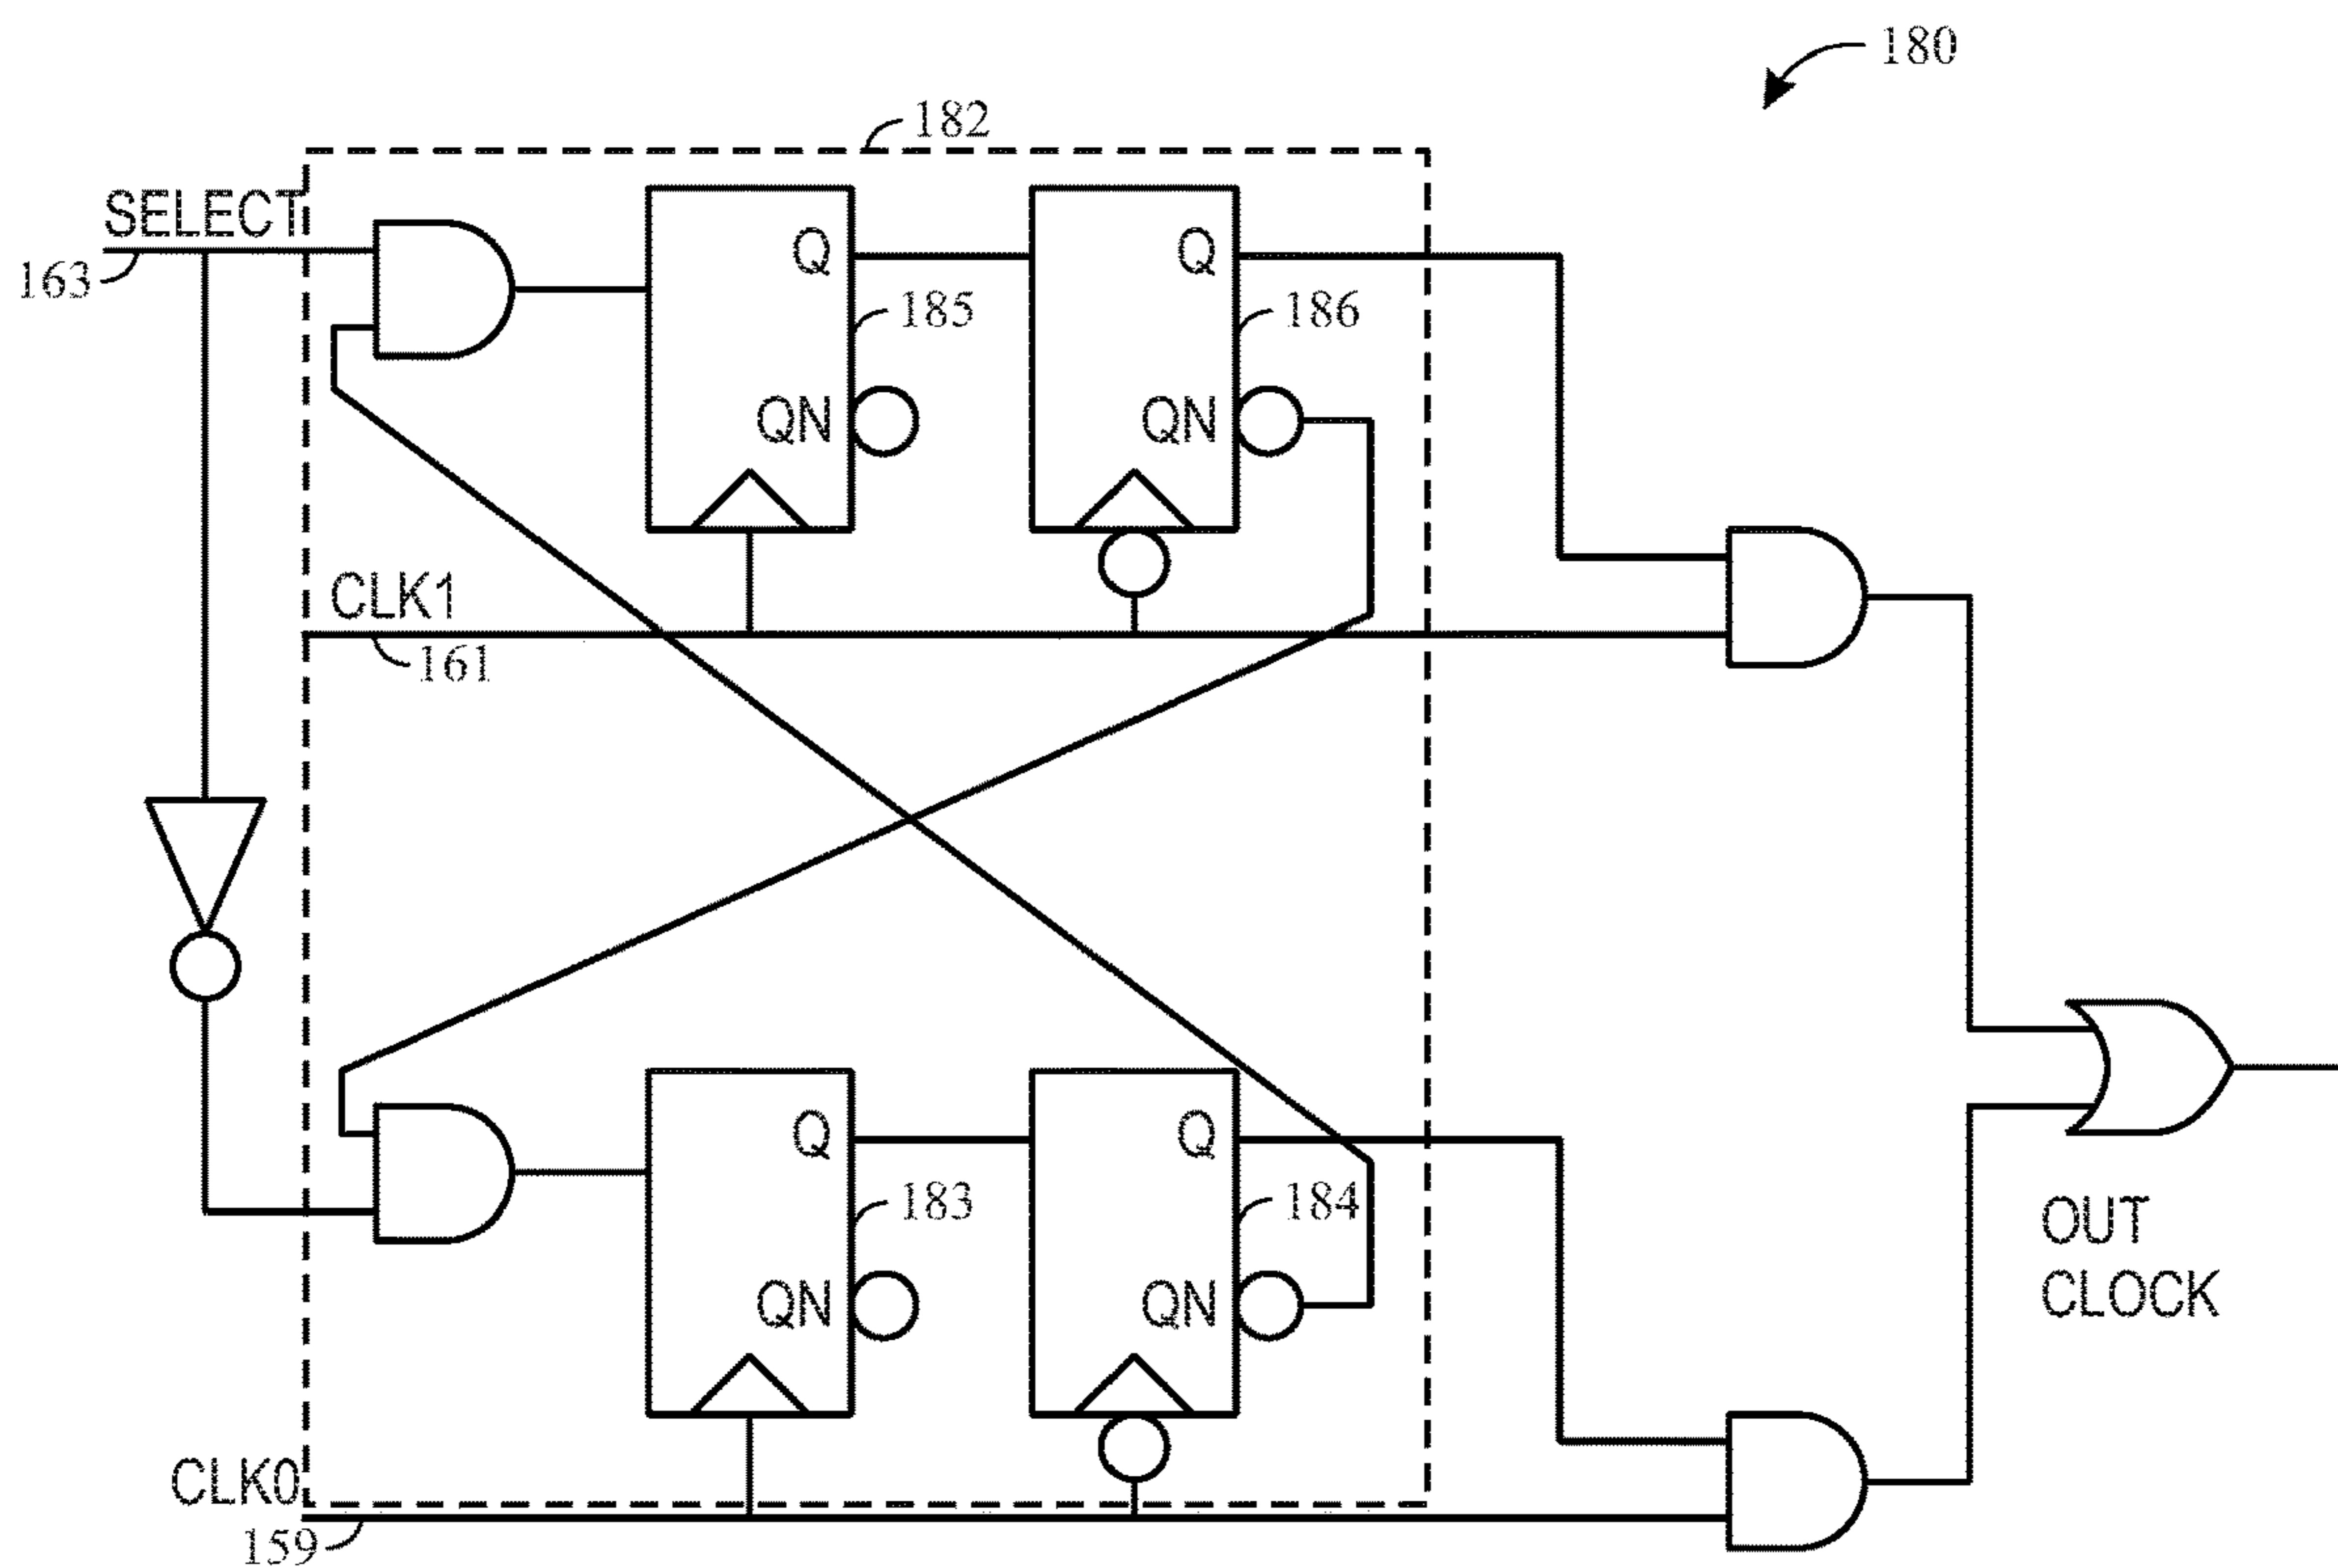 180
182
SELECT
163
Q
185
QN
Q
186
QN
CLK1
161
Q
183
QN
Q
184
QN
OUT
CLOCK
CLK0
159